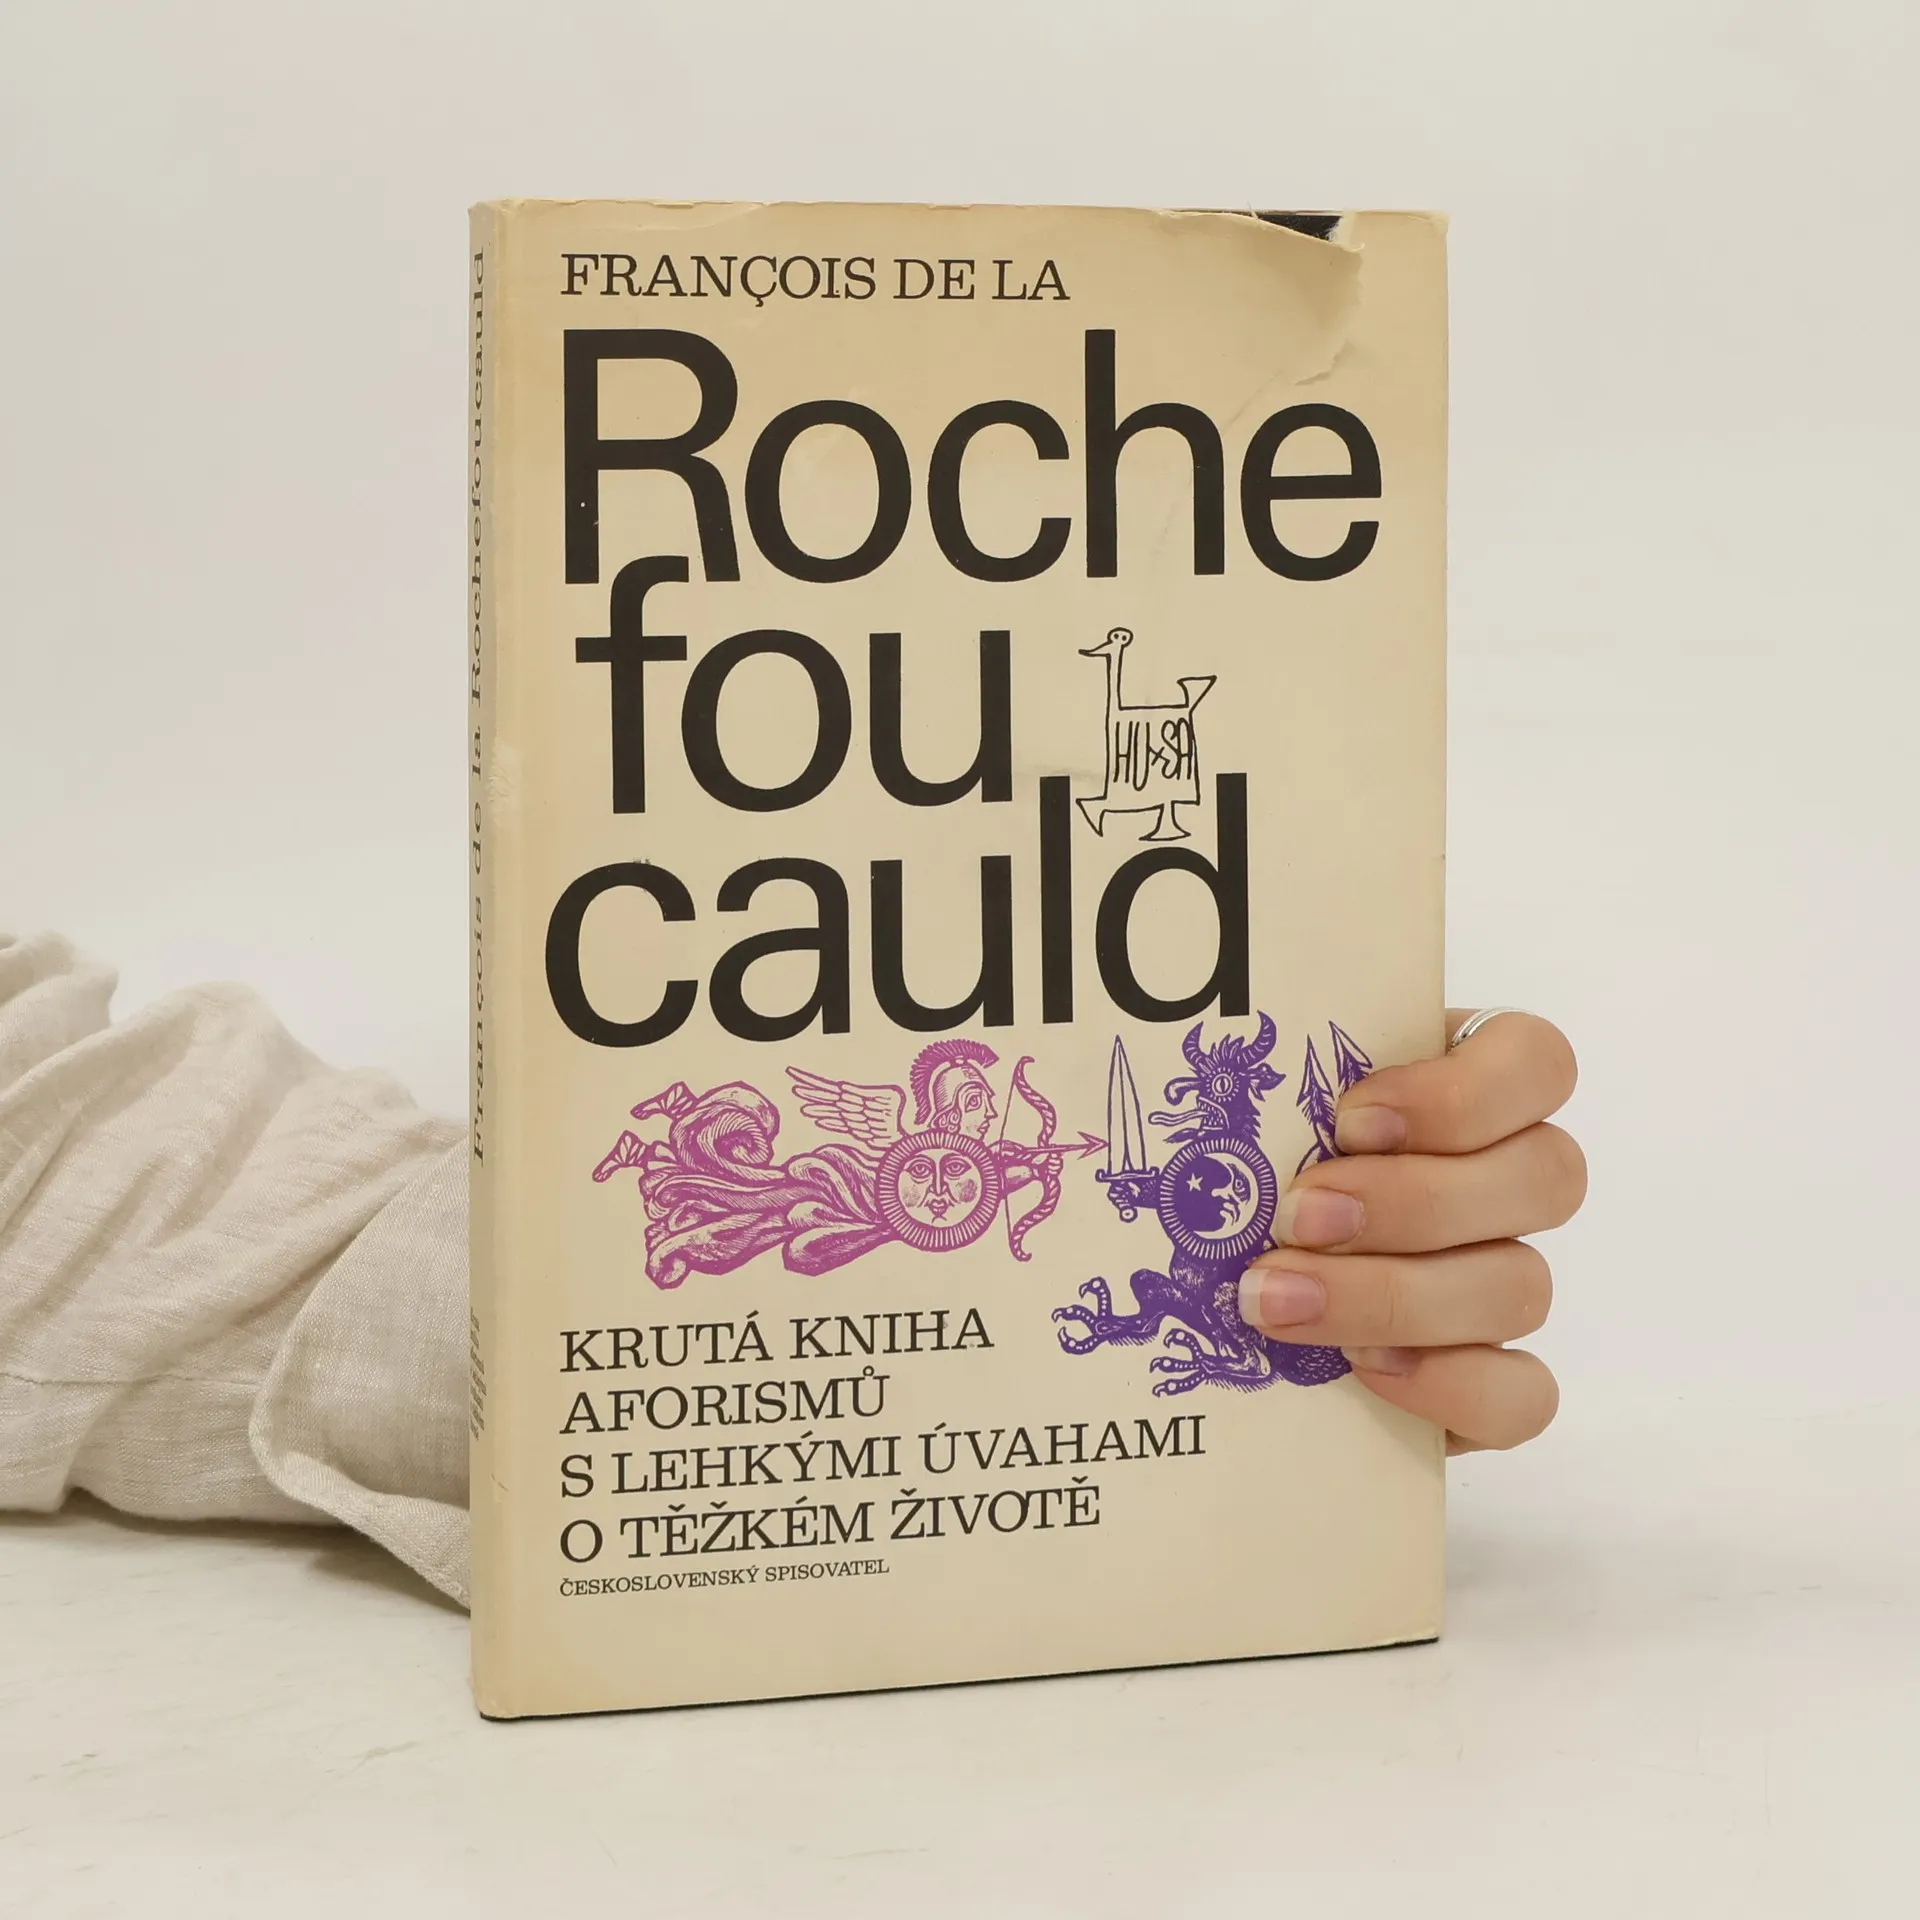 FRANÇOIS DE LA
Roche
fou
HUSA
cauld
KRUTÁ KNIHA
AFORISMŮ
S LEHKÝMI ÚVAHAMI
O TĚŽKÉM ŽIVOTĚ
ČESKOSLOVENSKÝ SPISOVATEL
François de la Rochefoucauld